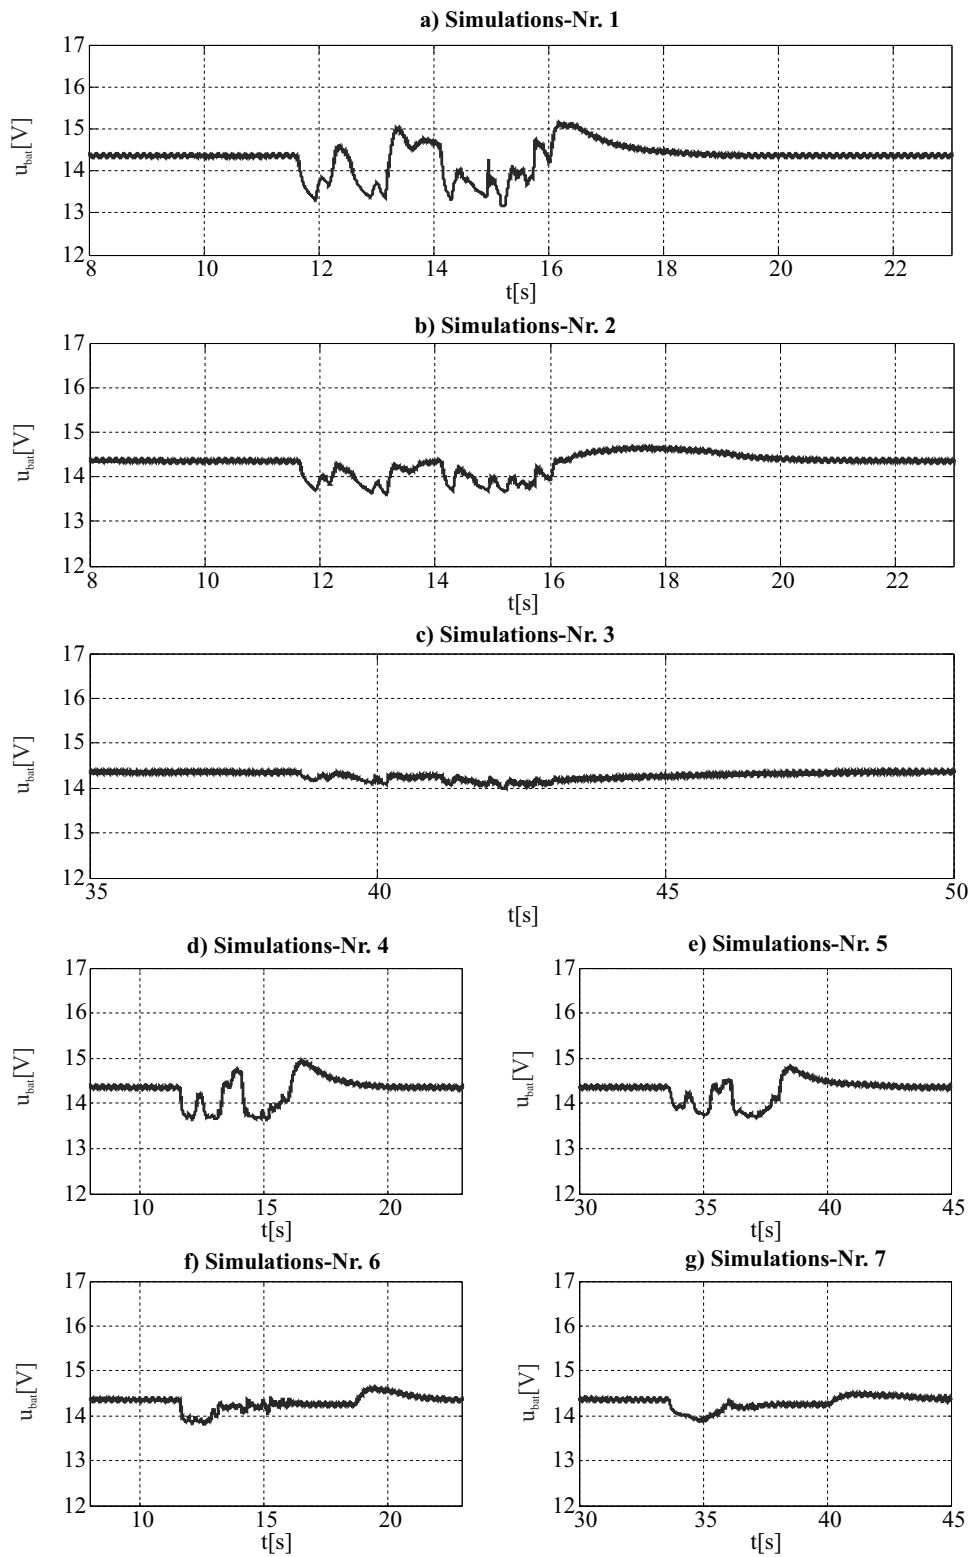 a) Simulations-Nr. 1
17
16
15
14
13
12
u_bat[V]
8 10 12 14 16 18 20 22
t[s]
b) Simulations-Nr. 2
17
16
15
14
13
12
u_bat[V]
8 10 12 14 16 18 20 22
t[s]
c) Simulations-Nr. 3
17
16
15
14
13
12
u_bat[V]
35 40 45 50
t[s]
d) Simulations-Nr. 4
17
16
15
14
13
12
u_bat[V]
10 15 20
t[s]
e) Simulations-Nr. 5
17
16
15
14
13
12
u_bat[V]
30 35 40 45
t[s]
f) Simulations-Nr. 6
17
16
15
14
13
12
u_bat[V]
10 15 20
t[s]
g) Simulations-Nr. 7
17
16
15
14
13
12
u_bat[V]
30 35 40 45
t[s]